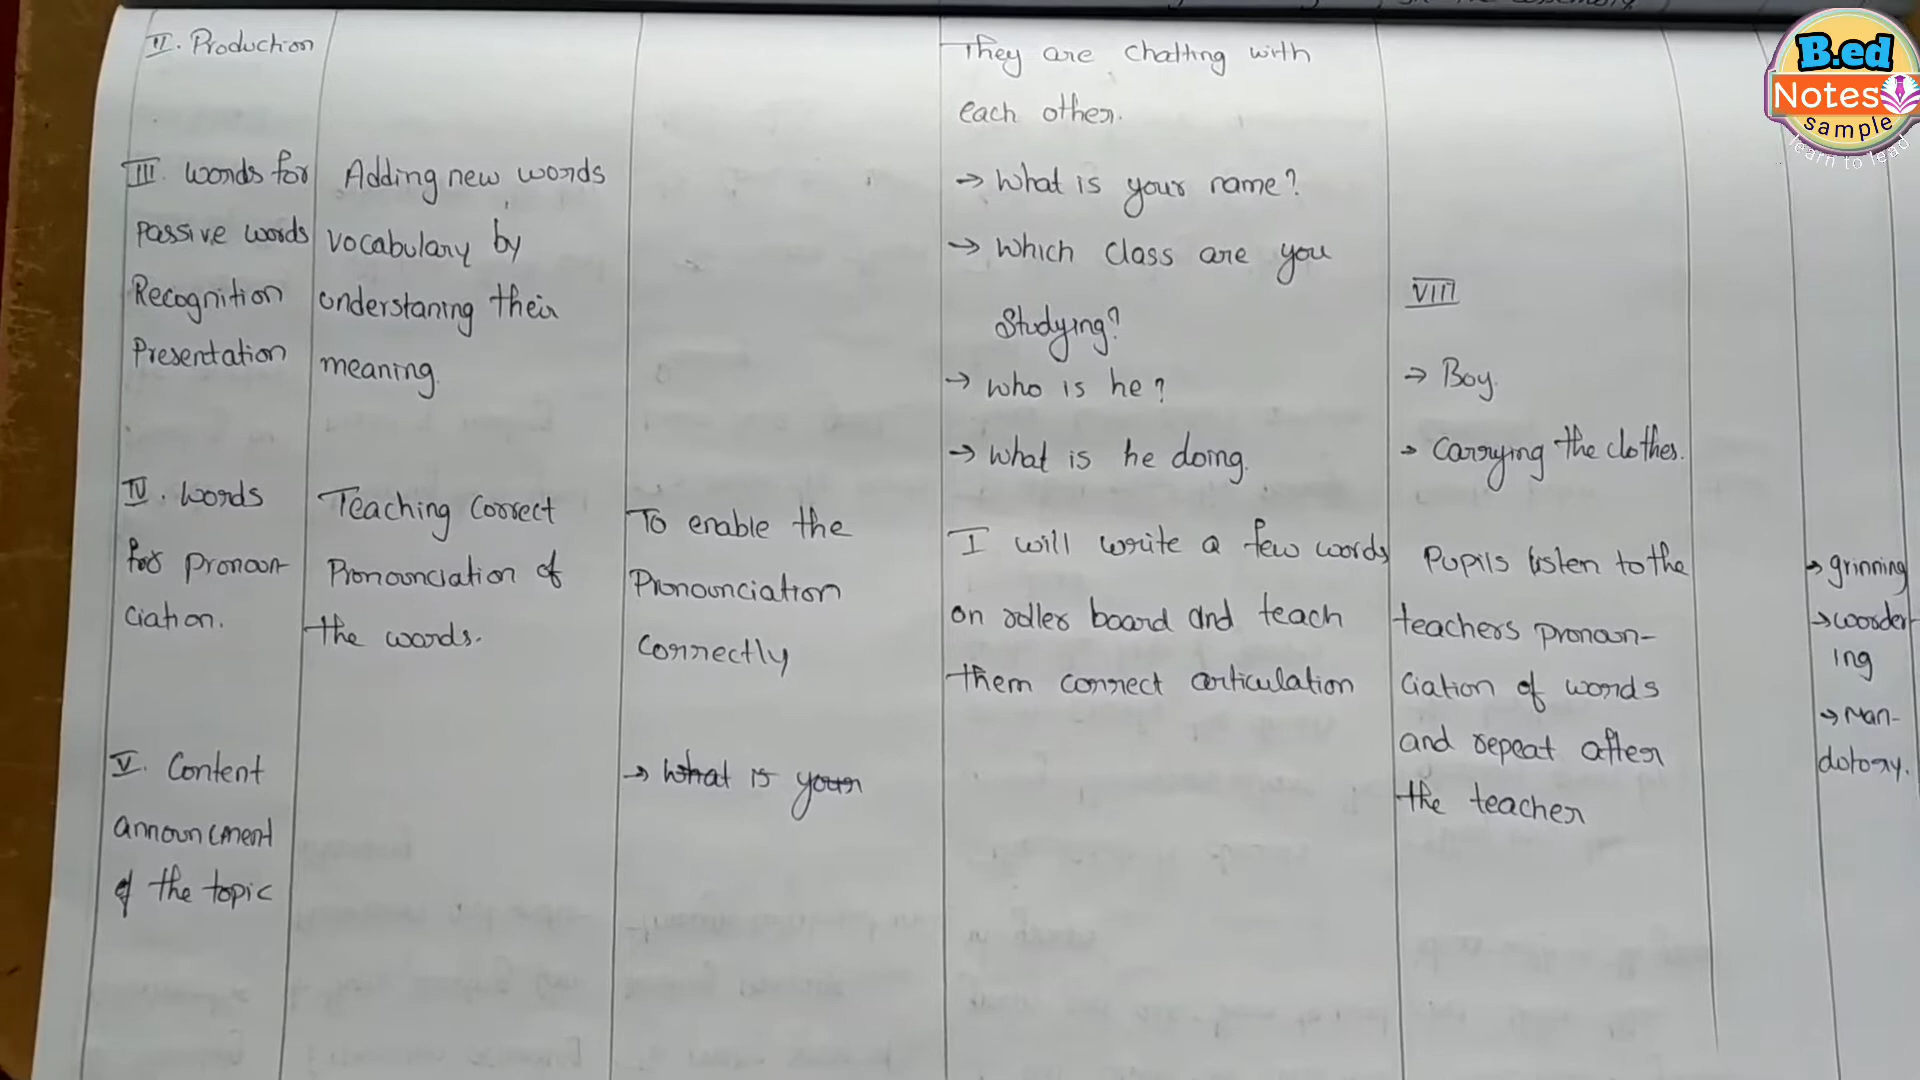 II. Production
They are chatting with
each other.
III. Words for
passive words
Recognition
Presentation
Adding new words
vocabulary by
understaning their
meaning.
→ What is your name?
→ Which class are you
studying?
→ Who is he?
→ What is he doing.
VIII
→ Boy.
→ Carrying the clothes.
IV. Words
for pronoun-
ciation.
Teaching correct
Pronounciation of
the words.
To enable the
Pronounciation
correctly
I will write a few words
on roller board and teach
them correct articulation
Pupils listen to the
teachers pronoun-
ciation of words
and repeat after
the teacher
→ grinning
→ woorder-
ing
→ Man-
datory.
V. Content
announcment
of the topic
→ What is your
B.ed
Notes
sample
learn to lead